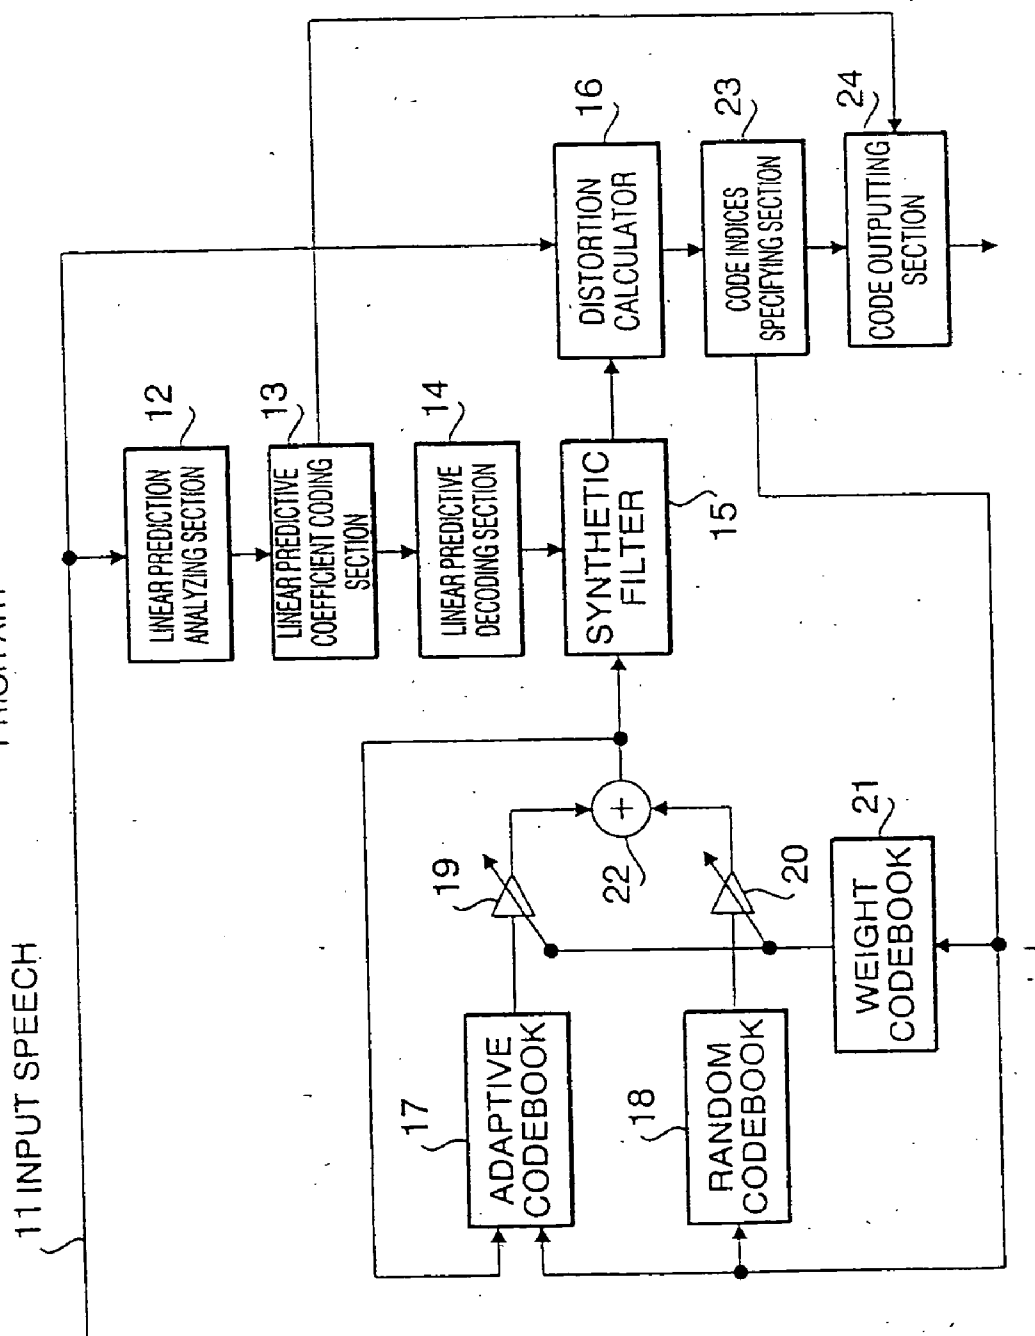 PRIOR ART
11 INPUT SPEECH
12
LINEAR PREDICTION
ANALYZING SECTION
13
LINEAR PREDICTIVE
COEFFICIENT CODING
SECTION
14
LINEAR PREDICTIVE
DECODING SECTION
17
ADAPTIVE
CODEBOOK
19
SYNTHETIC
FILTER
15
16
DISTORTION
CALCULATOR
+
22
18
RANDOM
CODEBOOK
20
23
CODE INDICES
SPECIFYING SECTION
21
WEIGHT
CODEBOOK
24
CODE OUTPUTTING
SECTION